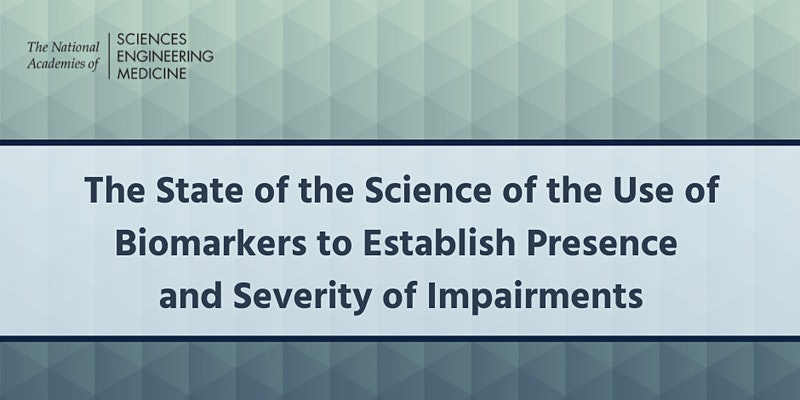 The National
Academies of
SCIENCES
ENGINEERING
MEDICINE
The State of the Science of the Use of
Biomarkers to Establish Presence
and Severity of Impairments